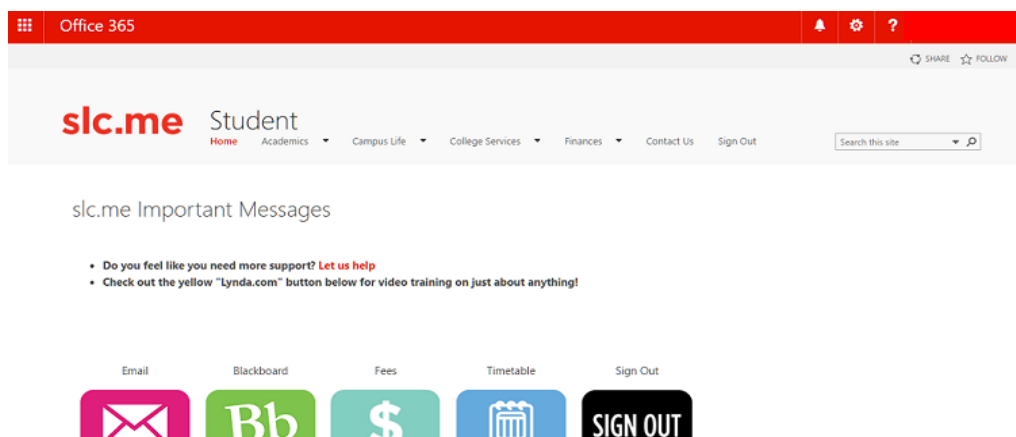 Office 365 ?
SHARE FOLLOW
slc.me Student
Home Academics Campus Life College Services Finances Contact Us Sign Out Search this site
slc.me Important Messages
• Do you feel like you need more support? Let us help
• Check out the yellow "Lynda.com" button below for video training on just about anything!
Email Blackboard Fees Timetable Sign Out
Bb $ SIGN OUT